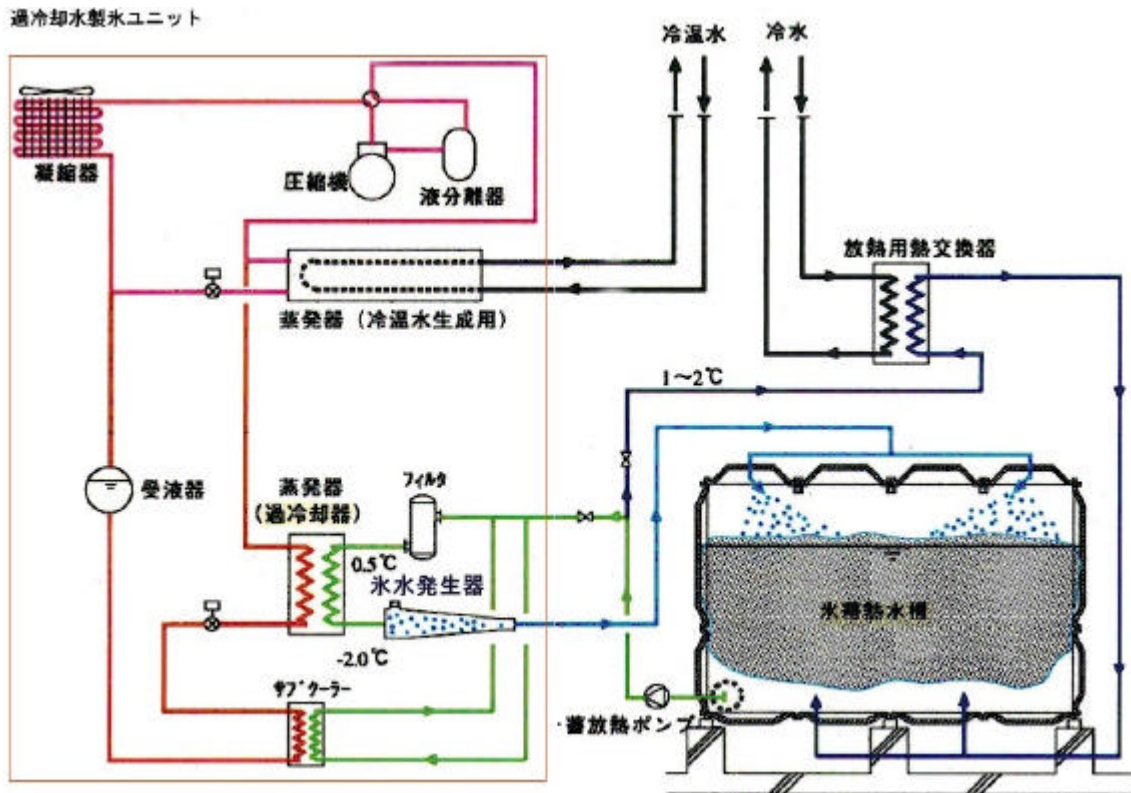 過冷却水製氷ユニット
冷温水
冷水
凝縮器
圧縮機
液分離器
放熱用熱交換器
蒸発器（冷温水生成用）
1～2℃
受液器
蒸発器
（過冷却器）
フィルタ
0.5℃
氷水発生器
-2.0℃
氷蓄熱水槽
サブクーラー
蓄放熱ポンプ